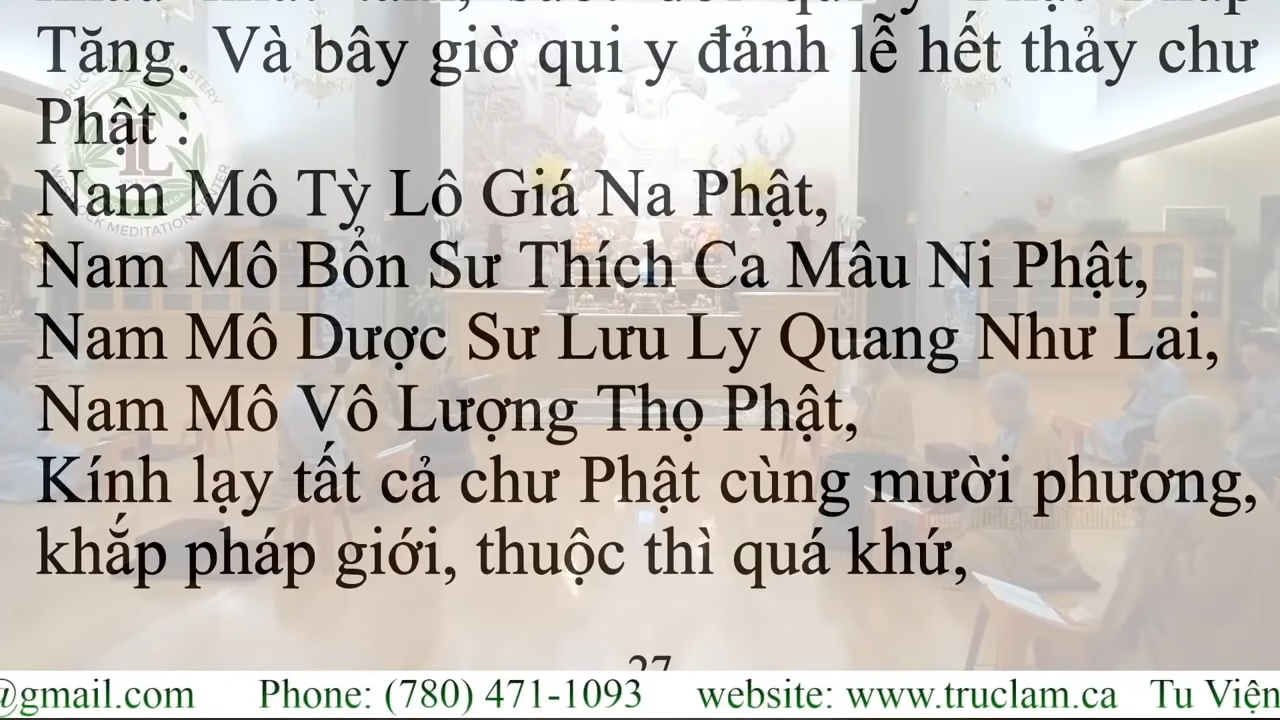 Tăng. Và bây giờ qui y đảnh lễ hết thảy chư
Phật :
Nam Mô Tỳ Lô Giá Na Phật,
Nam Mô Bổn Sư Thích Ca Mâu Ni Phật,
Nam Mô Dược Sư Lưu Ly Quang Như Lai,
Nam Mô Vô Lượng Thọ Phật,
Kính lạy tất cả chư Phật cùng mười phương,
khắp pháp giới, thuộc thì quá khứ,
27
@gmail.com Phone: (780) 471-1093 website: www.truclam.ca Tu Viện